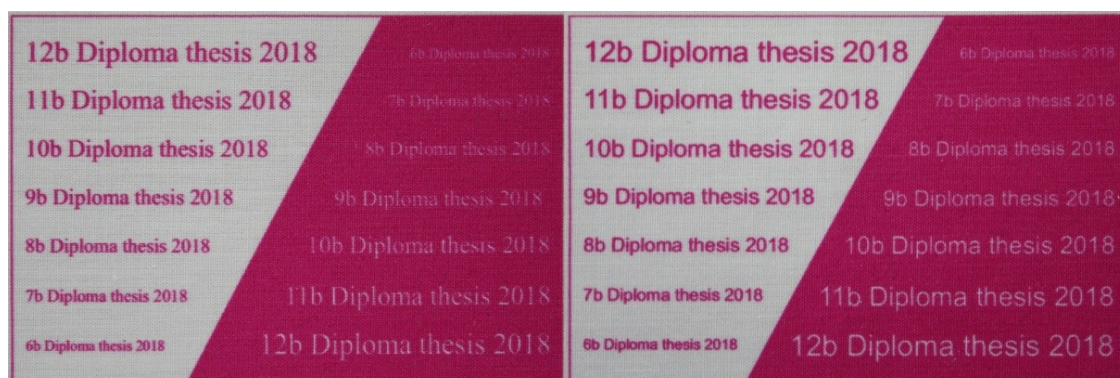 12b Diploma thesis 2018
6b Diploma thesis 2018
11b Diploma thesis 2018
7b Diploma thesis 2018
10b Diploma thesis 2018
8b Diploma thesis 2018
9b Diploma thesis 2018
9b Diploma thesis 2018
8b Diploma thesis 2018
10b Diploma thesis 2018
7b Diploma thesis 2018
11b Diploma thesis 2018
6b Diploma thesis 2018
12b Diploma thesis 2018
12b Diploma thesis 2018
6b Diploma thesis 2018
11b Diploma thesis 2018
7b Diploma thesis 2018
10b Diploma thesis 2018
8b Diploma thesis 2018
9b Diploma thesis 2018
9b Diploma thesis 2018
8b Diploma thesis 2018
10b Diploma thesis 2018
7b Diploma thesis 2018
11b Diploma thesis 2018
6b Diploma thesis 2018
12b Diploma thesis 2018